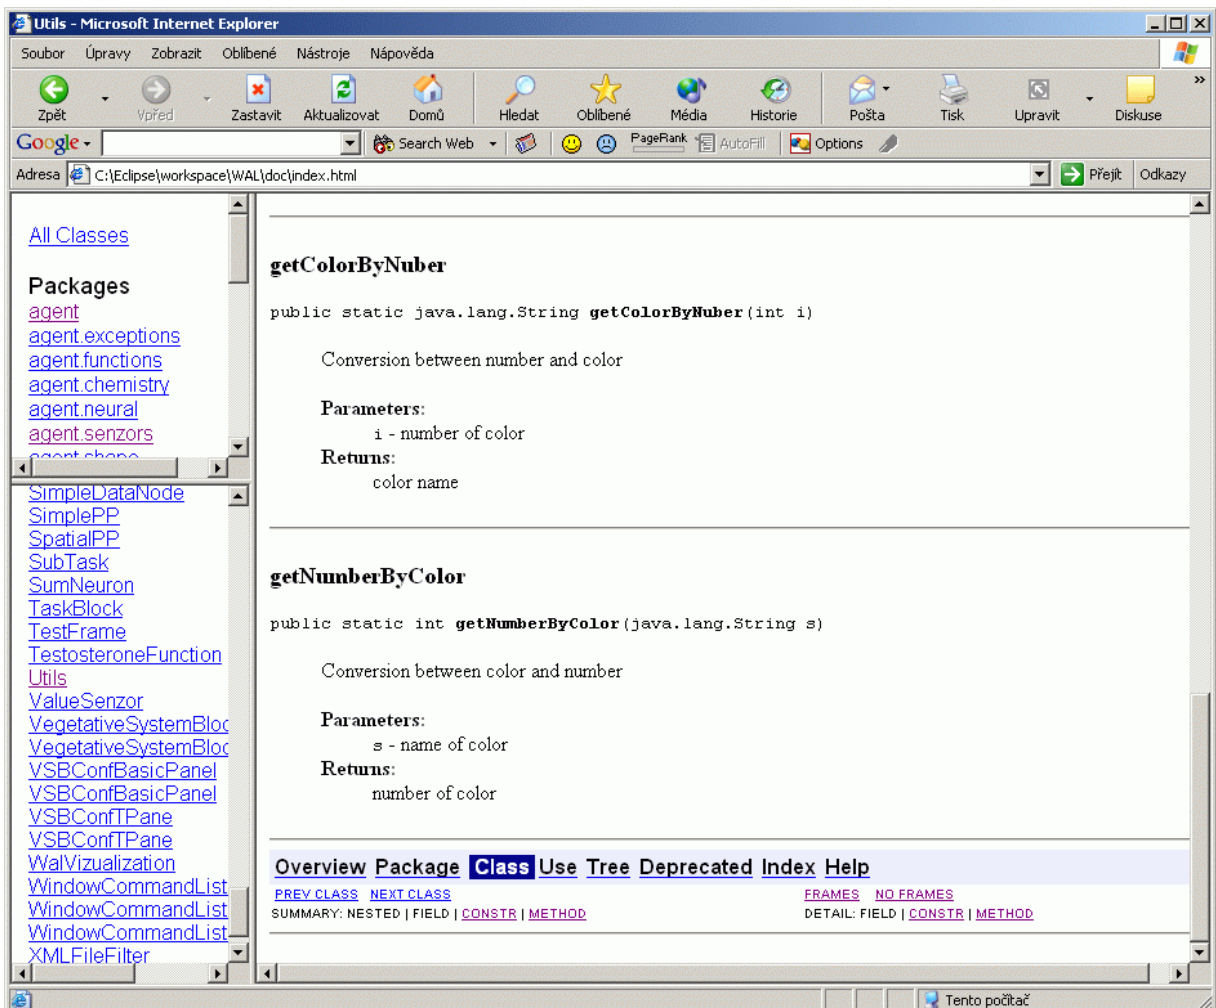 Utils - Microsoft Internet Explorer
Soubor Úpravy Zobrazit Oblíbené Nástroje Nápověda
Zpět Vpřed Zastavit Aktualizovat Domů Hledat Oblíbené Média Historie Pošta Tisk Upravit Diskuse
Google Search Web PageRank AutoFill Options
Adresa C:\Eclipse\workspace\WAL\doc\index.html Přejít Odkazy
All Classes
Packages
agent
agent.exceptions
agent.functions
agent.chemistry
agent.neural
agent.senzors
agent.shape
SimpleDataNode
SimplePP
SpatialPP
SubTask
SumNeuron
TaskBlock
TestFrame
TestosteroneFunction
Utils
ValueSenzor
VegetativeSystemBloc
VegetativeSystemBloc
VSBConfBasicPanel
VSBConfBasicPanel
VSBConfTPane
VSBConfTPane
WalVizualization
WindowCommandList
WindowCommandList
WindowCommandList
XMLFileFilter
getColorByNuber
public static java.lang.String getColorByNuber(int i)
Conversion between number and color
Parameters:
i - number of color
Returns:
color name
getNumberByColor
public static int getNumberByColor(java.lang.String s)
Conversion between color and number
Parameters:
s - name of color
Returns:
number of color
Overview Package Class Use Tree Deprecated Index Help
PREV CLASS NEXT CLASS FRAMES NO FRAMES
SUMMARY: NESTED | FIELD | CONSTR | METHOD DETAIL: FIELD | CONSTR | METHOD
Tento počítač